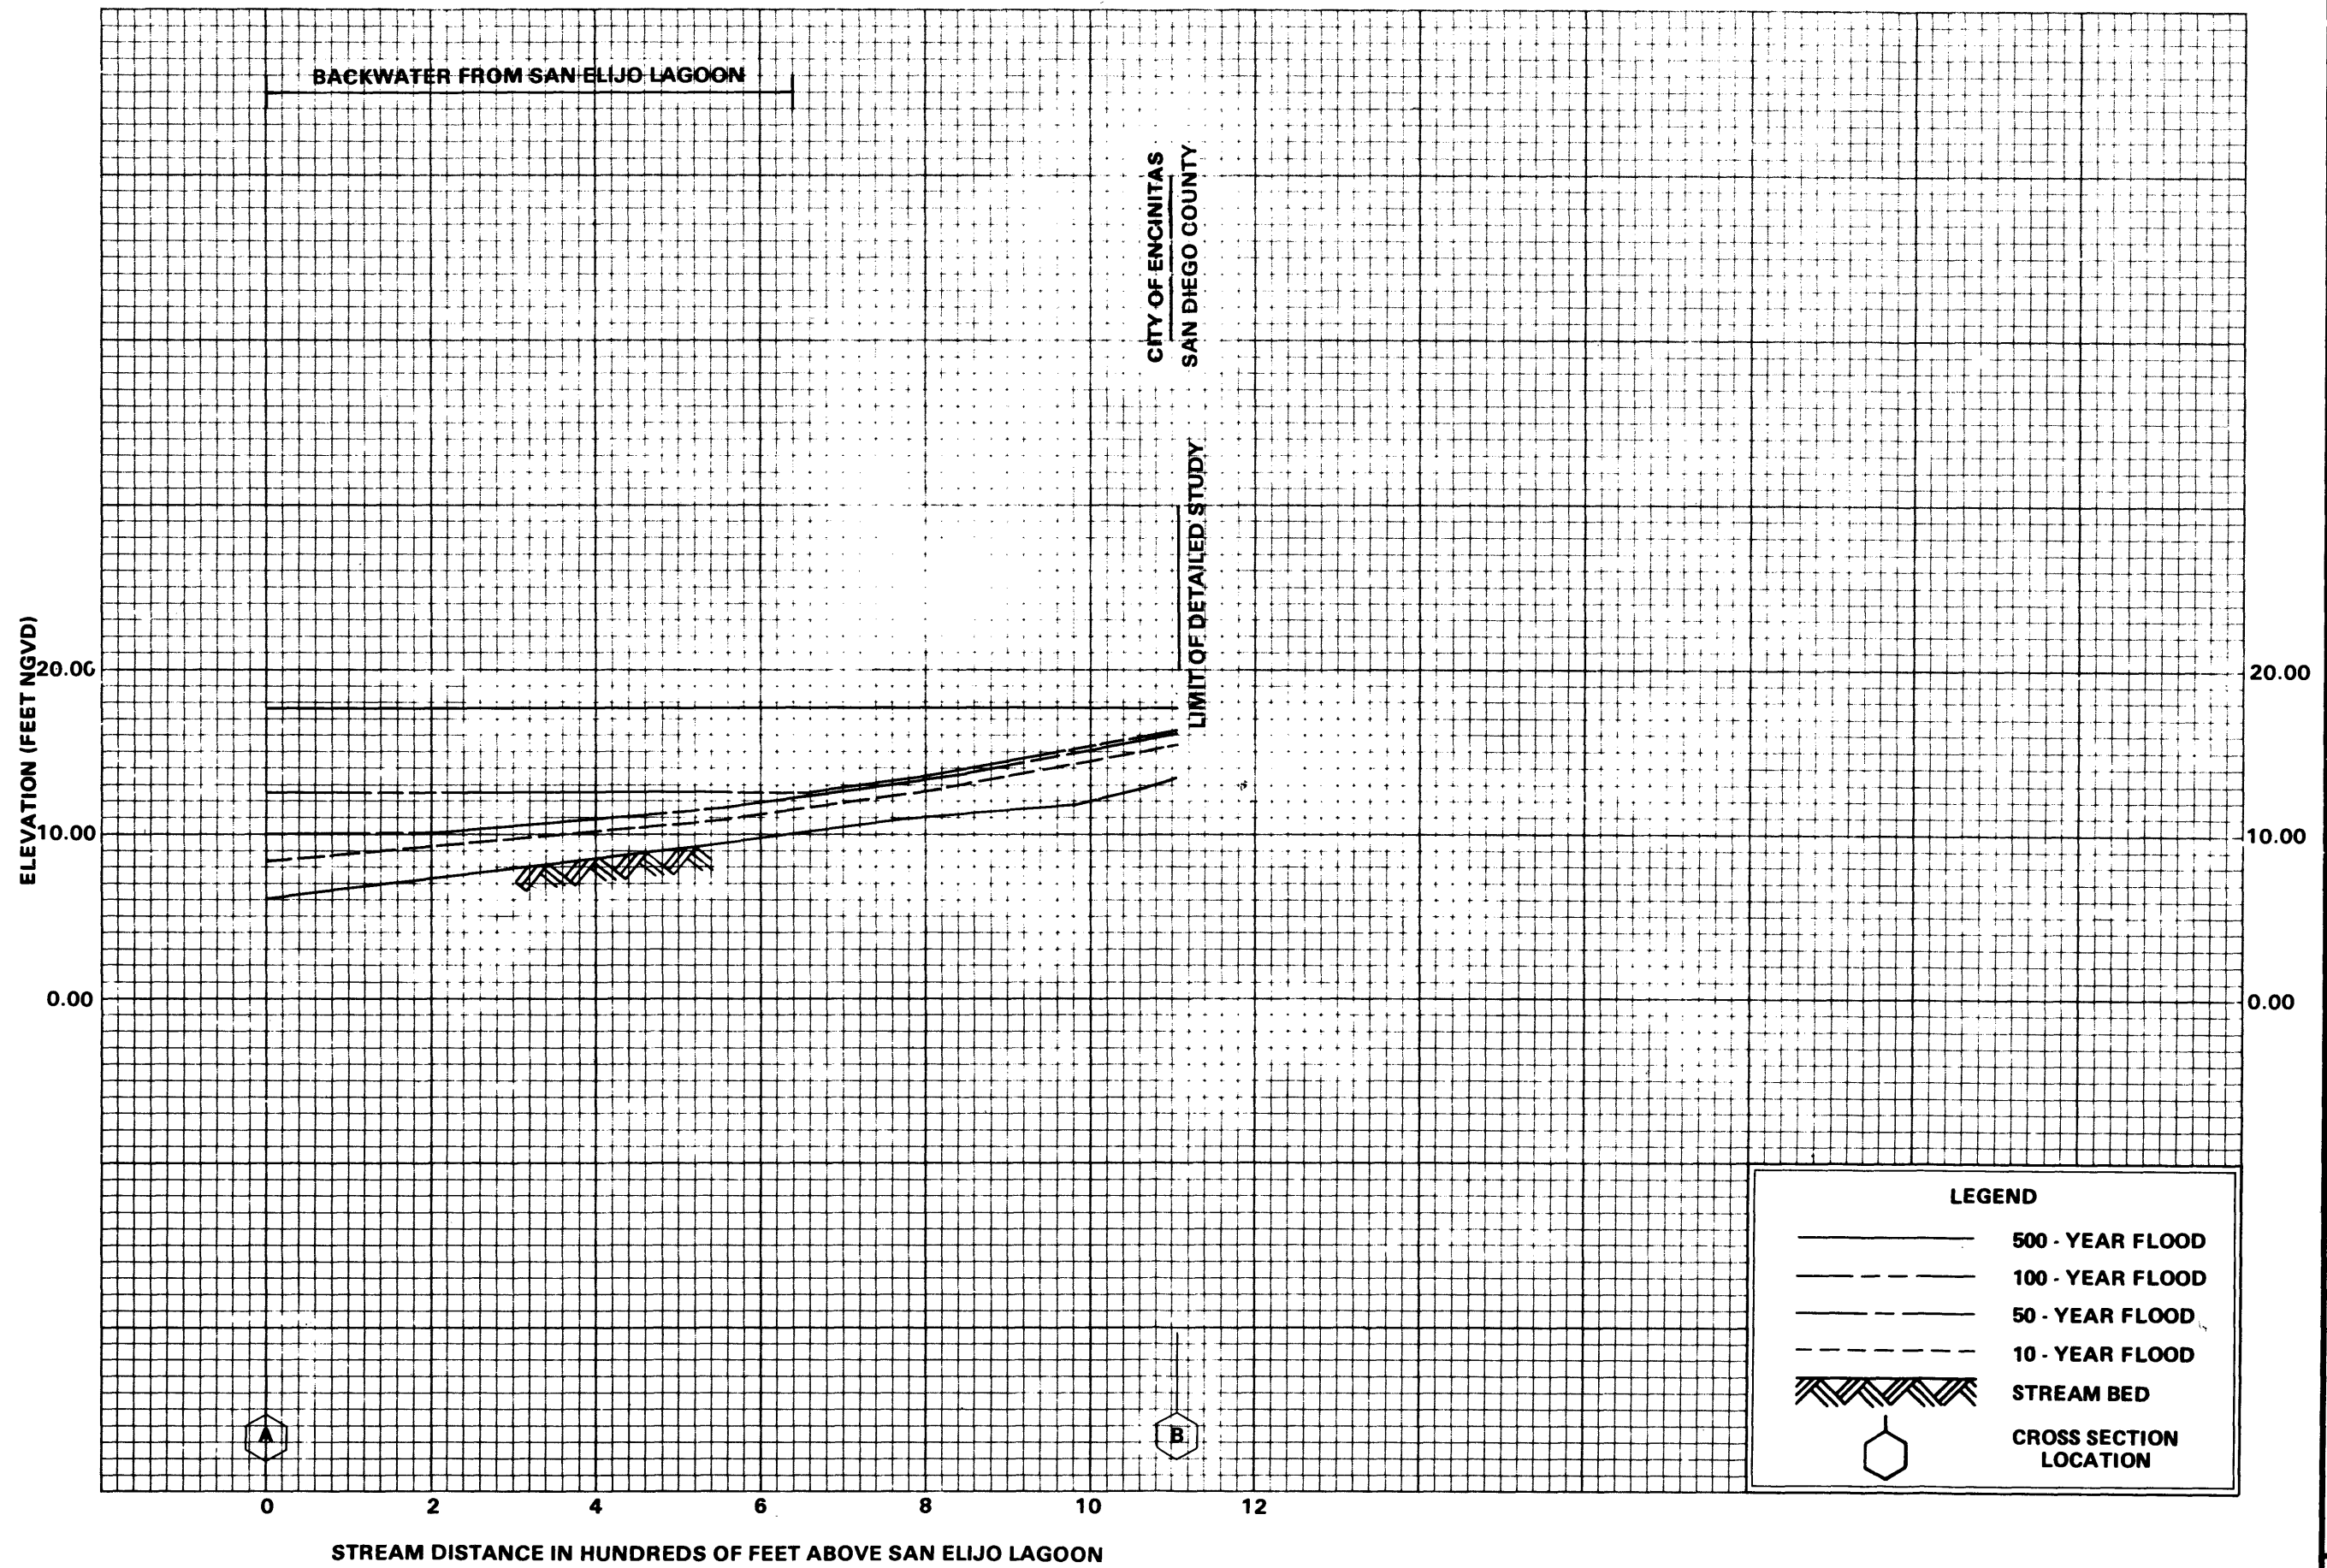 BACKWATER FROM SAN ELIJO LAGOON
CITY OF ENCINITAS
SAN DIEGO COUNTY
LIMIT OF DETAILED STUDY
ELEVATION (FEET NGVD)
20.00
10.00
0.00
20.00
10.00
0.00
A
B
0 2 4 6 8 10 12
STREAM DISTANCE IN HUNDREDS OF FEET ABOVE SAN ELIJO LAGOON
LEGEND
500 - YEAR FLOOD
100 - YEAR FLOOD
50 - YEAR FLOOD
10 - YEAR FLOOD
STREAM BED
CROSS SECTION
LOCATION